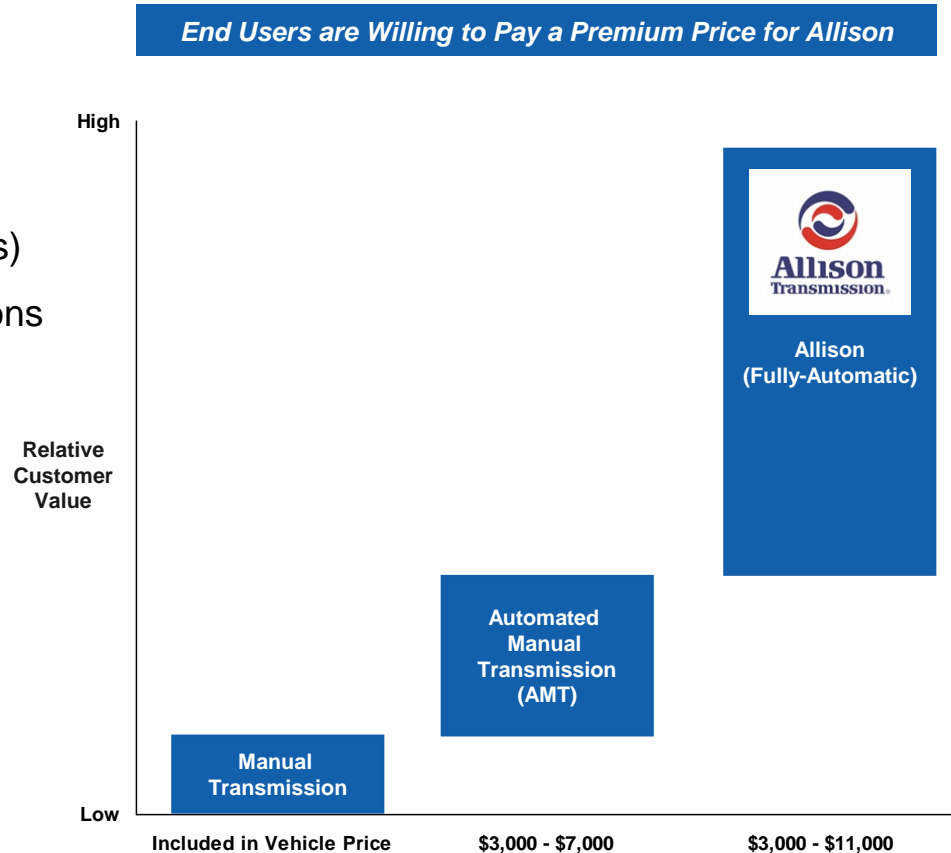 End Users are Willing to Pay a Premium Price for Allison
High
s)
ons
Relative
Customer
Value
Allison
Transmission®
Allison
(Fully-Automatic)
Automated
Manual
Transmission
(AMT)
Manual
Transmission
Low
Included in Vehicle Price
$3,000 - $7,000
$3,000 - $11,000